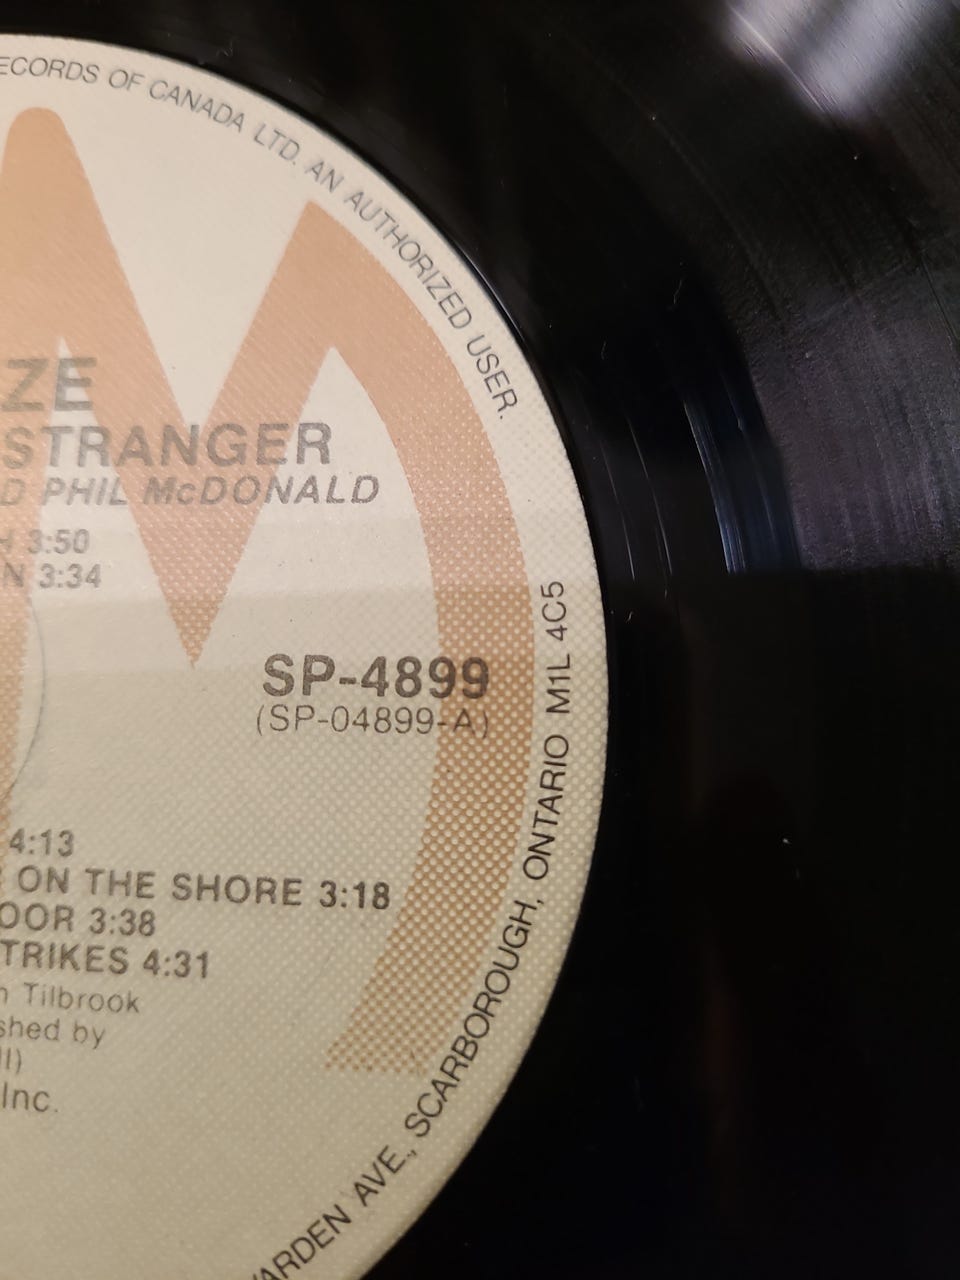 ECORDS OF CANADA LTD. AN AUTHORIZED USER.
ZE
STRANGER
D PHIL McDONALD
H 3:50
N 3:34
SP-4899
(SP-04899-A)
4:13
ON THE SHORE 3:18
OOR 3:38
TRIKES 4:31
n Tilbrook
shed by
ll)
Inc.
ARDEN AVE., SCARBOROUGH, ONTARIO M1L 4C5